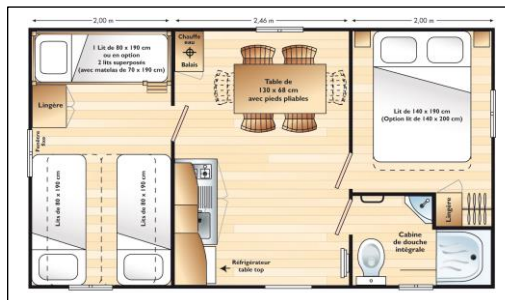 2,00 m
2,46 m
2,00 m
1 Lit de 80 x 190 cm
ou en option
2 lits superposés
(avec matelas de 70 x 190 cm)
Chauffe
eau
Balais
Table de
130 x 68 cm
avec pieds pliables
Lit de 140 x 190 cm
(Option lit de 140 x 200 cm)
Lingère
Lits de 80 x 190
Lits de 80 x 190
Réfrigérateur
table top
Cabine
de douche
intégrale
Lingère